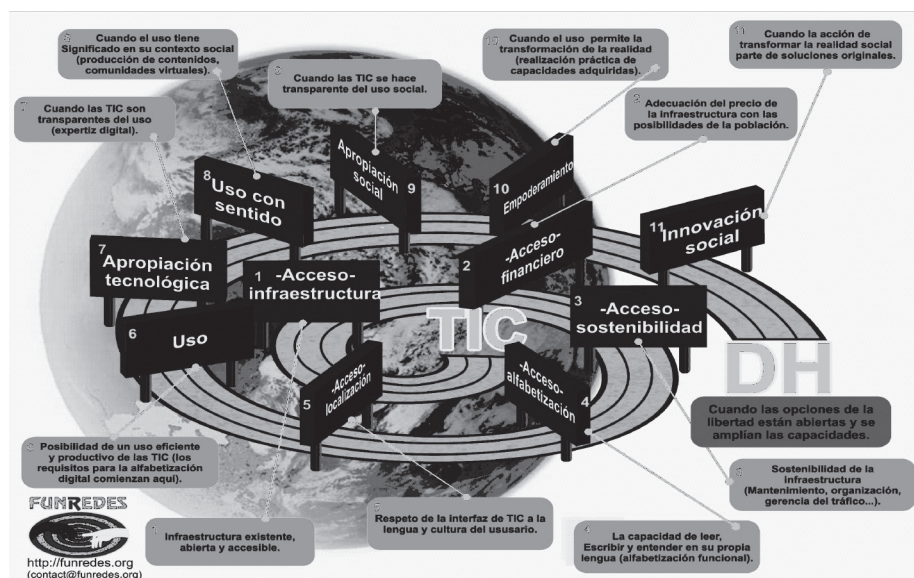 Cuando el uso tiene
Significado en su contexto social
(producción de contenidos,
comunidades virtuales).
7 Cuando las TIC son
transparentes del uso
(expertiz digital).
Cuando las TIC se hace
transparente del uso social.
10 Cuando el uso permite la
transformación de la realidad
(realización práctica de
capacidades adquiridas).
11 Cuando la acción de
transformar la realidad social
parte de soluciones originales.
2 Adecuación del precio de
la infraestructura con las
posibilidades de la población.
8 Uso con
sentido
Apropiación
social 9
10 Empoderamiento
11 Innovación
social
7 Apropiación
tecnológica
1 -Acceso-
infraestructura
2 -Acceso-
financiero
3 -Acceso-
sostenibilidad
6 Uso
TIC
5 -Acceso-
localización
-Acceso-
alfabetización 4
DH
Cuando las opciones de la
libertad están abiertas y se
amplían las capacidades.
Posibilidad de un uso eficiente
y productivo de las TIC (los
requisitos para la alfabetización
digital comienzan aquí).
Sostenibilidad de la
infraestructura
(Mantenimiento, organización,
gerencia del tráfico...).
1 Infraestructura existente,
abierta y accesible.
5 Respeto de la interfaz de TIC a la
lengua y cultura del ususario.
4 La capacidad de leer,
Escribir y entender en su propia
lengua (alfabetización funcional).
FUNREDES
http://funredes.org
(contact@funredes.org)